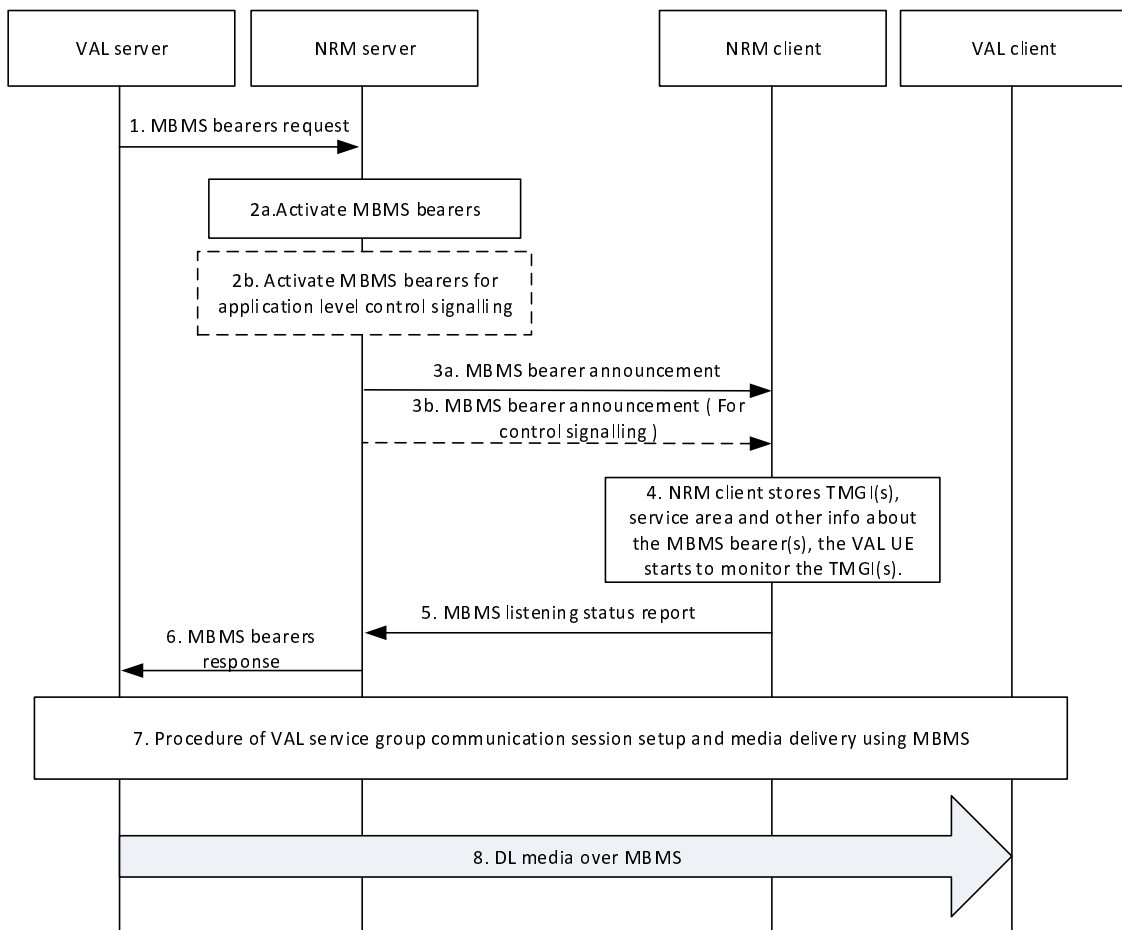 VAL server
NRM server
NRM client
VAL client
1. MBMS bearers request
2a.Activate MBMS bearers
2b. Activate MBMS bearers for
application level control signalling
3a. MBMS bearer announcement
3b. MBMS bearer announcement ( For
control signalling )
4. NRM client stores TMGI(s),
service area and other info about
the MBMS bearer(s), the VAL UE
starts to monitor the TMGI(s).
5. MBMS listening status report
6. MBMS bearers
response
7. Procedure of VAL service group communication session setup and media delivery using MBMS
8. DL media over MBMS